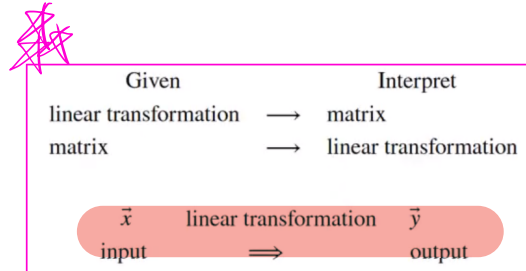 Given Interpret
linear transformation → matrix
matrix → linear transformation
x⃗ linear transformation y⃗
input ⟹ output